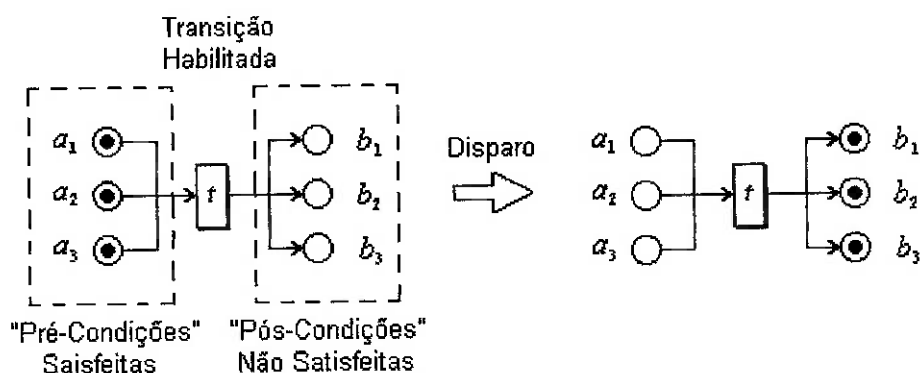 Transição
Habilitada
a1
a2
a3
t
b1
b2
b3
Disparo
a1
a2
a3
t
b1
b2
b3
"Pré-Condições"
Saisfeitas
"Pós-Condições"
Não Satisfeitas